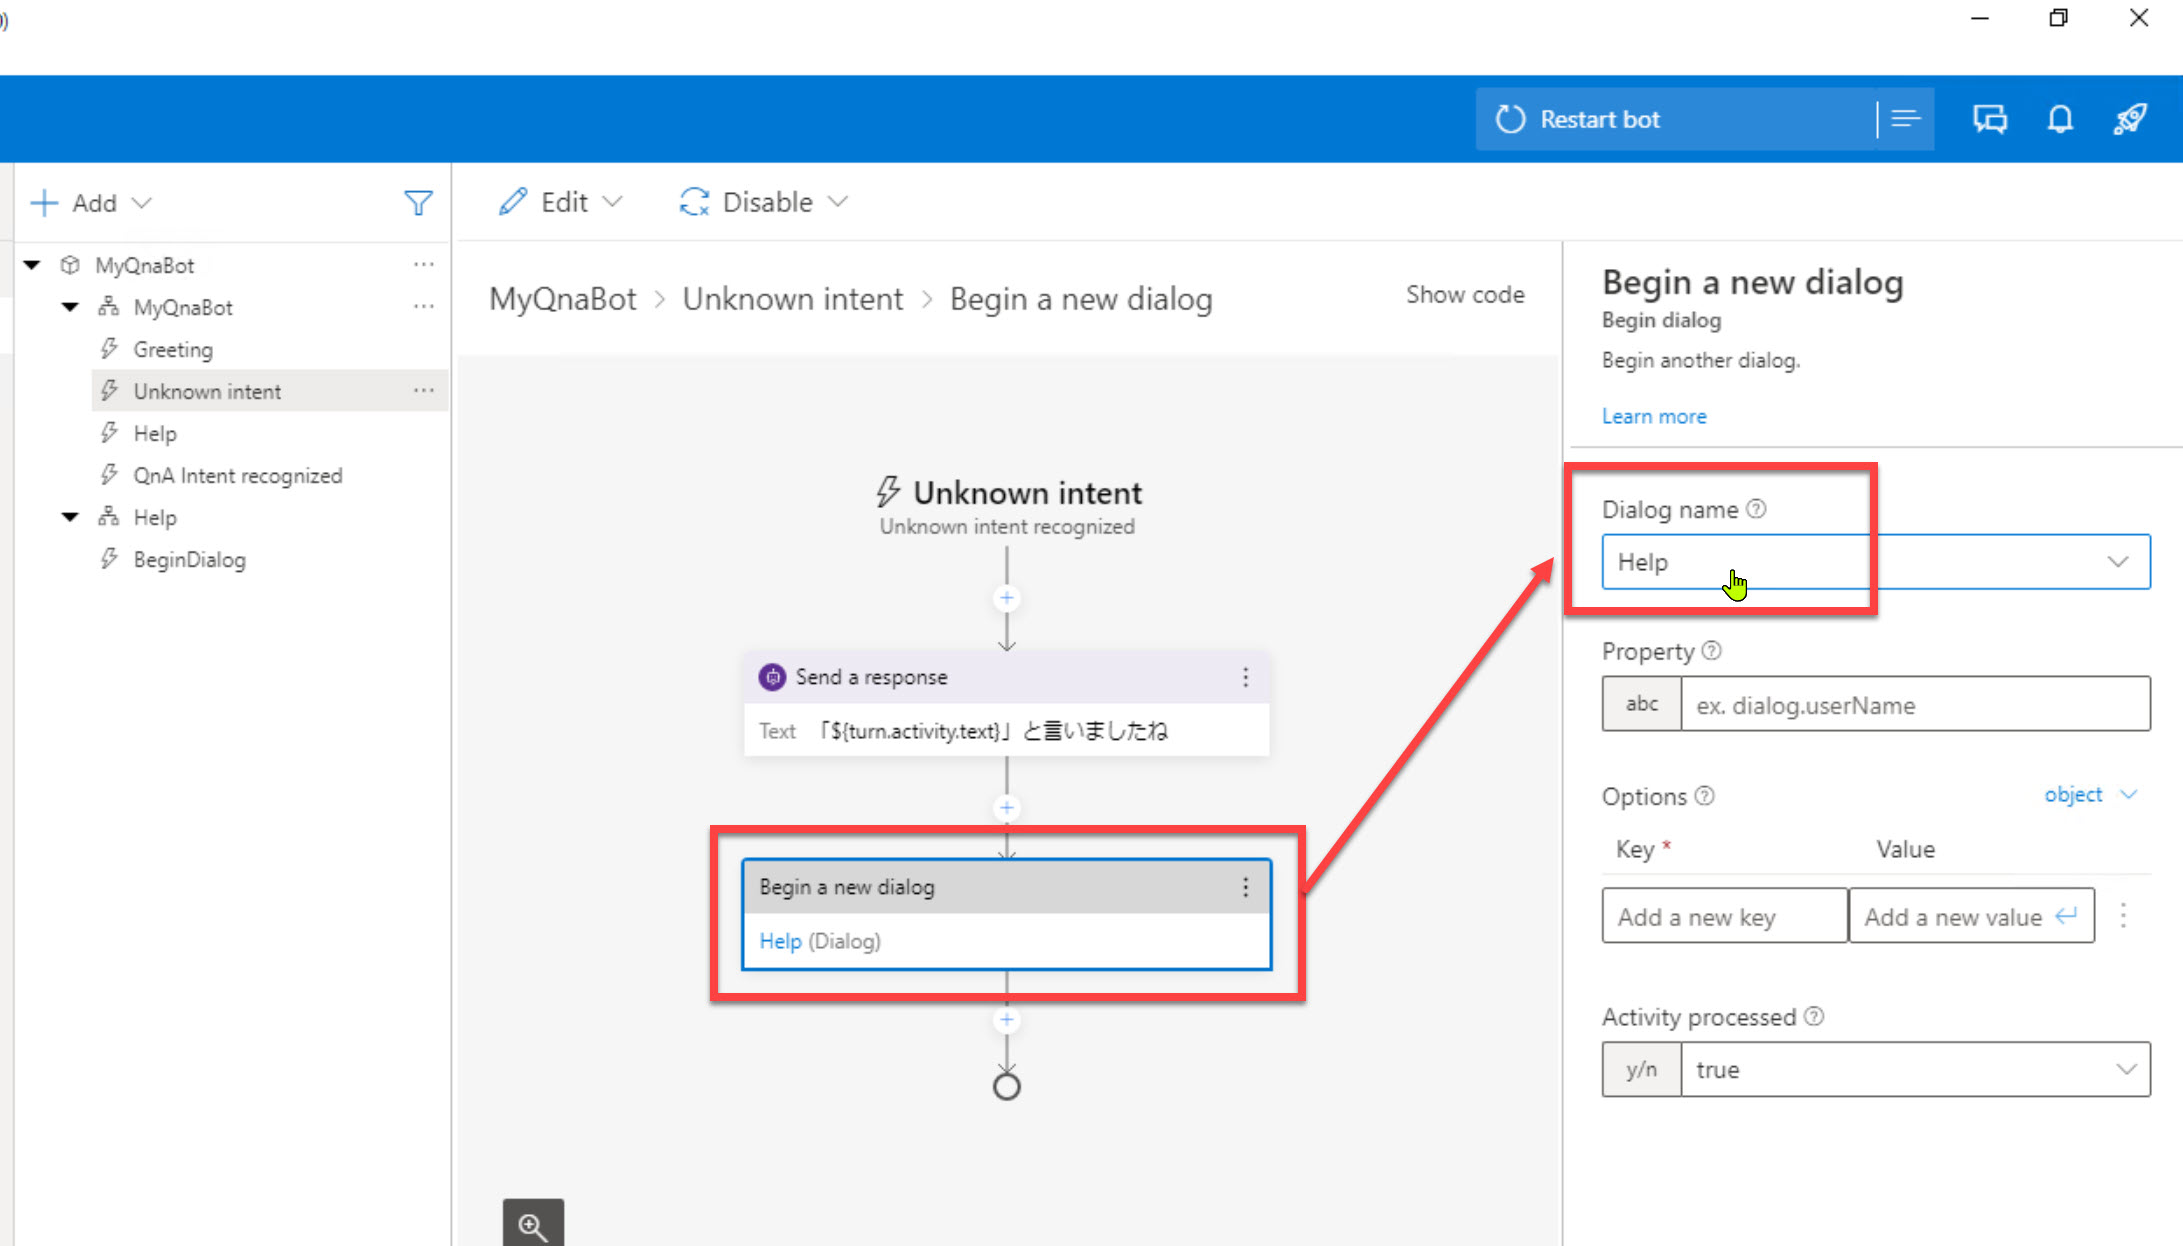 Restart bot
Add
Edit
Disable
MyQnaBot
MyQnaBot
Greeting
Unknown intent
Help
QnA Intent recognized
Help
BeginDialog
MyQnaBot > Unknown intent > Begin a new dialog
Show code
Unknown intent
Unknown intent recognized
Send a response
Text 「${turn.activity.text}」と言いましたね
Begin a new dialog
Help (Dialog)
Begin a new dialog
Begin dialog
Begin another dialog.
Learn more
Dialog name
Help
Property
abc ex. dialog.userName
Options object
Key * Value
Add a new key Add a new value
Activity processed
y/n true